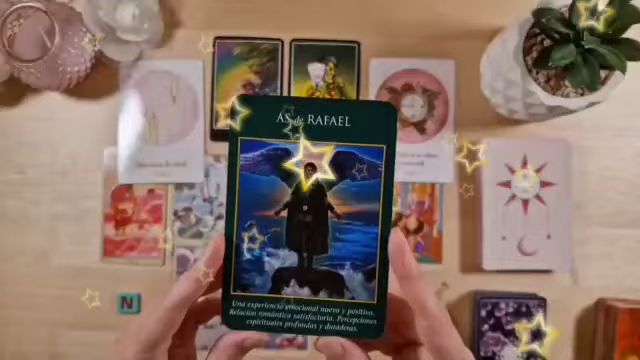 AS de RAFAEL
Una experiencia emocional nueva y positiva.
Relación romántica satisfactoria. Percepciones
espirituales profundas y duraderas.
N